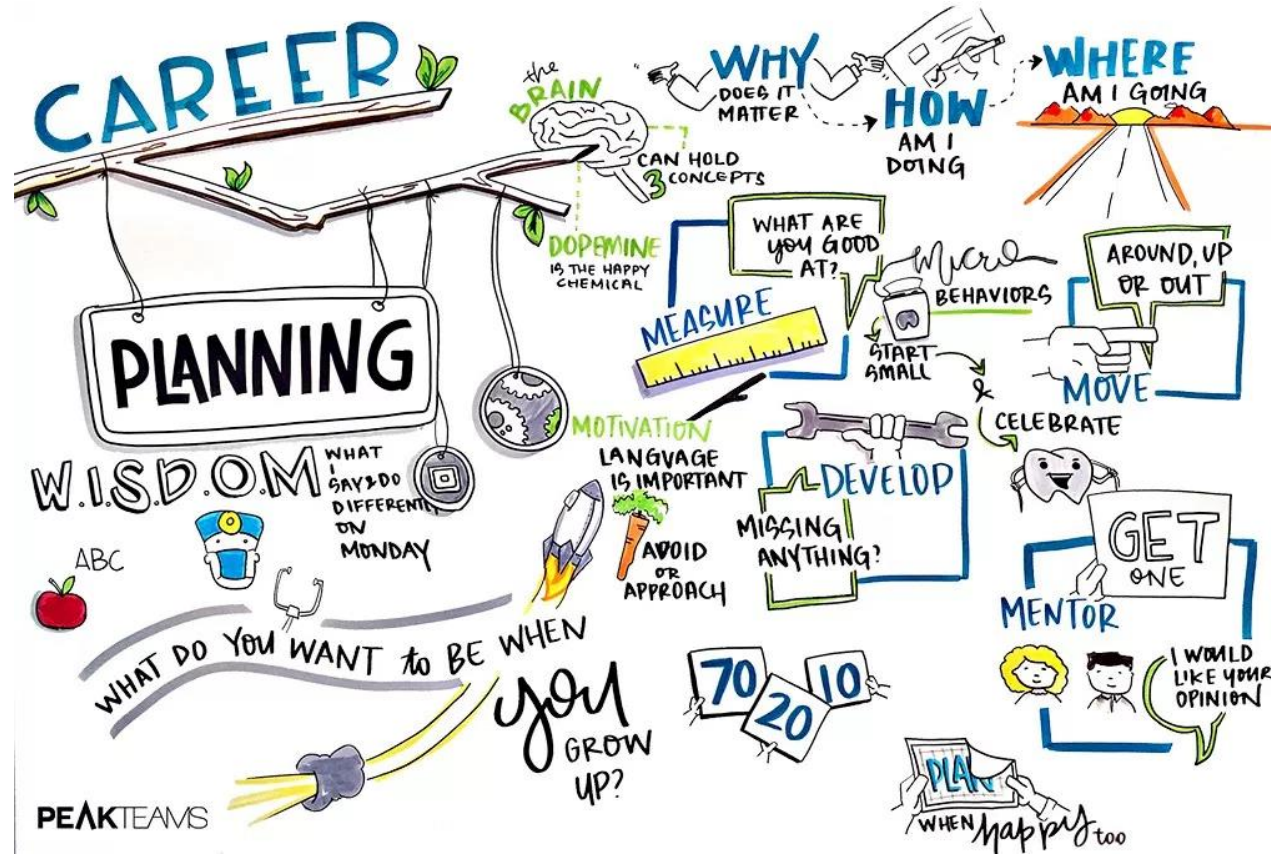 CAREER
PLANNING
the
BRAIN
CAN HOLD
3 CONCEPTS
DOPEMINE
IS THE HAPPY
CHEMICAL
WHY
DOES IT
MATTER
HOW
AM I
DOING
WHERE
AM I GOING
WHAT ARE
YOU GOOD
AT?
MEASURE
Micro
BEHAVIORS
START
SMALL
&
CELEBRATE
AROUND, UP
OR OUT
MOVE
W.I.S.D.O.M
WHAT
I
SAY & DO
DIFFERENTLY
ON
MONDAY
MOTIVATION
LANGUAGE
IS IMPORTANT
AVOID
OR
APPROACH
DEVELOP
MISSING
ANYTHING?
GET
ONE
MENTOR
I WOULD
LIKE YOUR
OPINION
ABC
WHAT DO YOU WANT to BE WHEN
you
GROW
UP?
70
20
10
PLAN
WHEN happy too
PEAKTEAMS